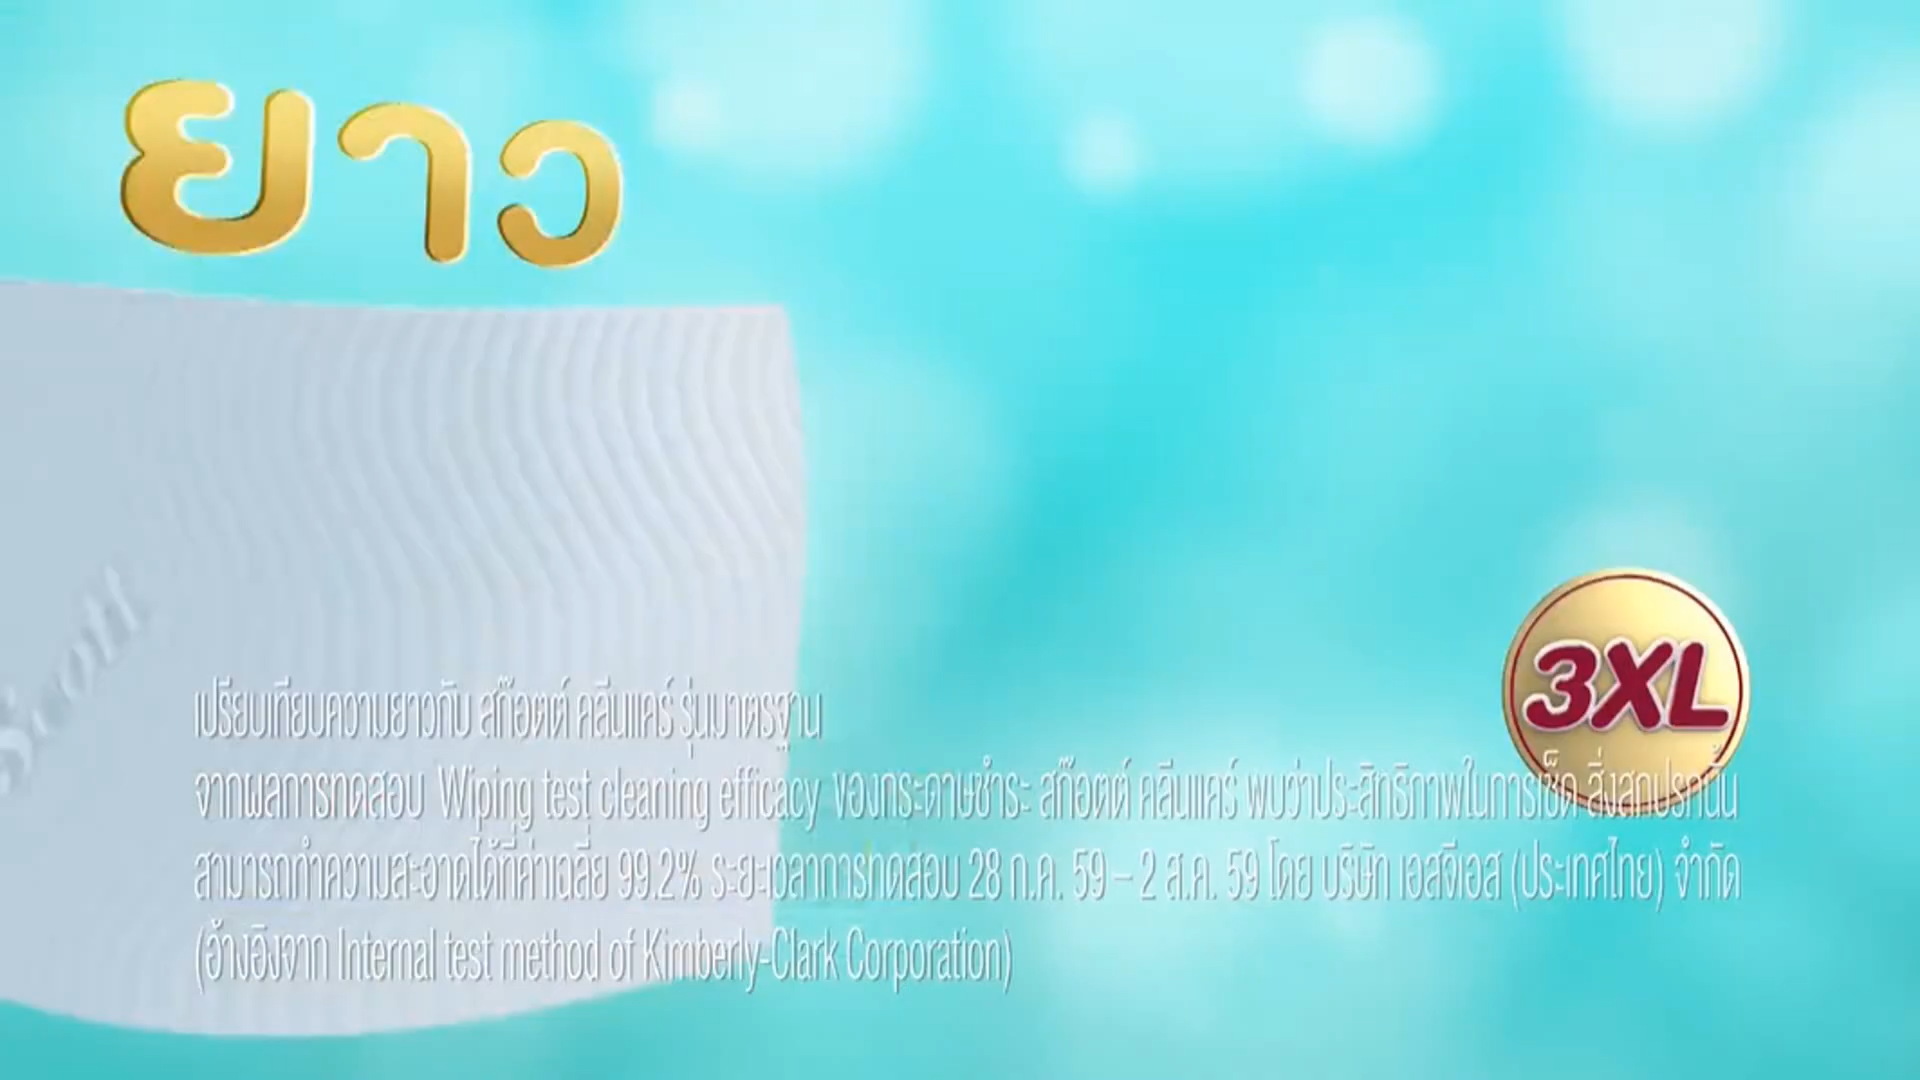 ยาว
Scott
3XL
เปรียบเทียบความยาวกับ สก๊อตต์ คลีนแคร์ รุ่นมาตรฐาน
จากผลการทดสอบ Wiping test cleaning efficacy ของกระดาษชำระ สก๊อตต์ คลีนแคร์ พบว่าประสิทธิภาพในการเช็ด สิ่งสกปรกนั้น
สามารถทำความสะอาดได้ที่ค่าเฉลี่ย 99.2% ระยะเวลาการทดสอบ 28 ก.ค. 59 – 2 ส.ค. 59 โดย บริษัท เอสจีเอส (ประเทศไทย) จำกัด
(อ้างอิงจาก Internal test method of Kimberly-Clark Corporation)